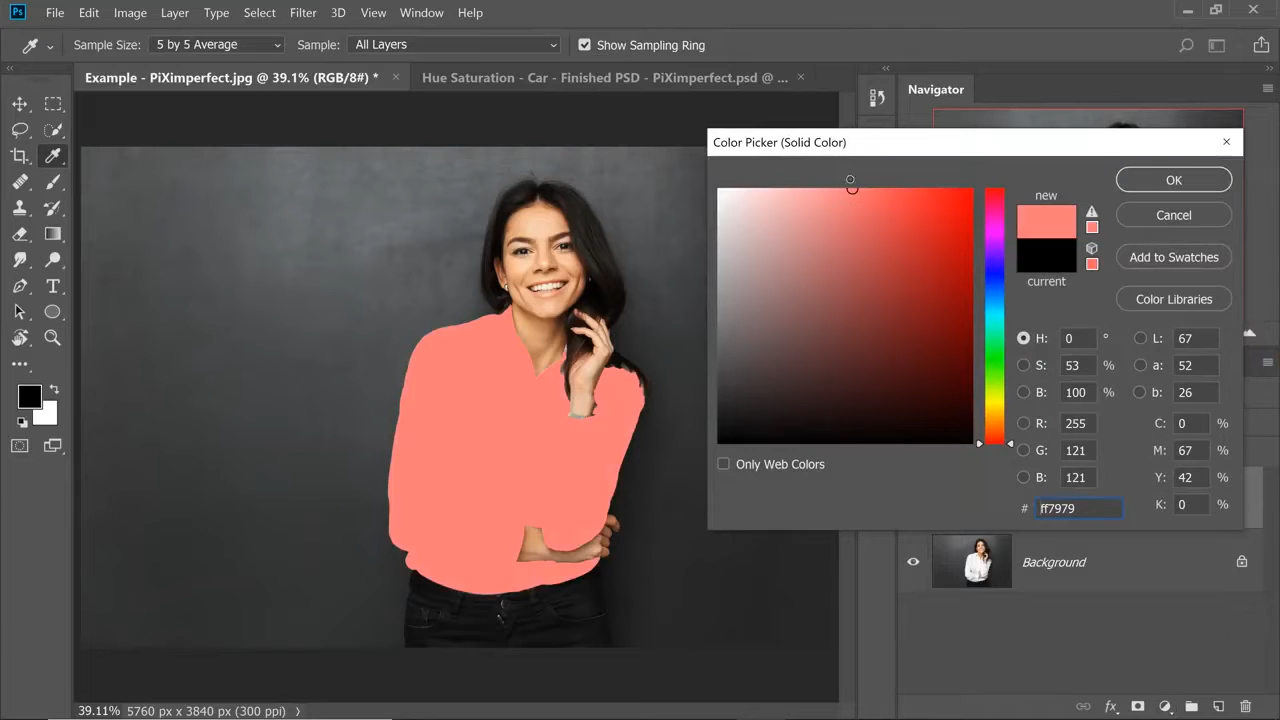 Ps File Edit Image Layer Type Select Filter 3D View Window Help
Sample Size: 5 by 5 Average Sample: All Layers Show Sampling Ring
Example - PiXimperfect.jpg @ 39.1% (RGB/8#) * × Hue Saturation - Car - Finished PSD - PiXimperfect.psd @ ... ×
Navigator
Color Picker (Solid Color)
new
current
OK
Cancel
Add to Swatches
Color Libraries
H: 0 ° L: 67
S: 53 % a: 52
B: 100 % b: 26
R: 255 C: 0 %
G: 121 M: 67 %
B: 121 Y: 42 %
# ff7979 K: 0 %
Only Web Colors
Background
39.11% 5760 px x 3840 px (300 ppi)